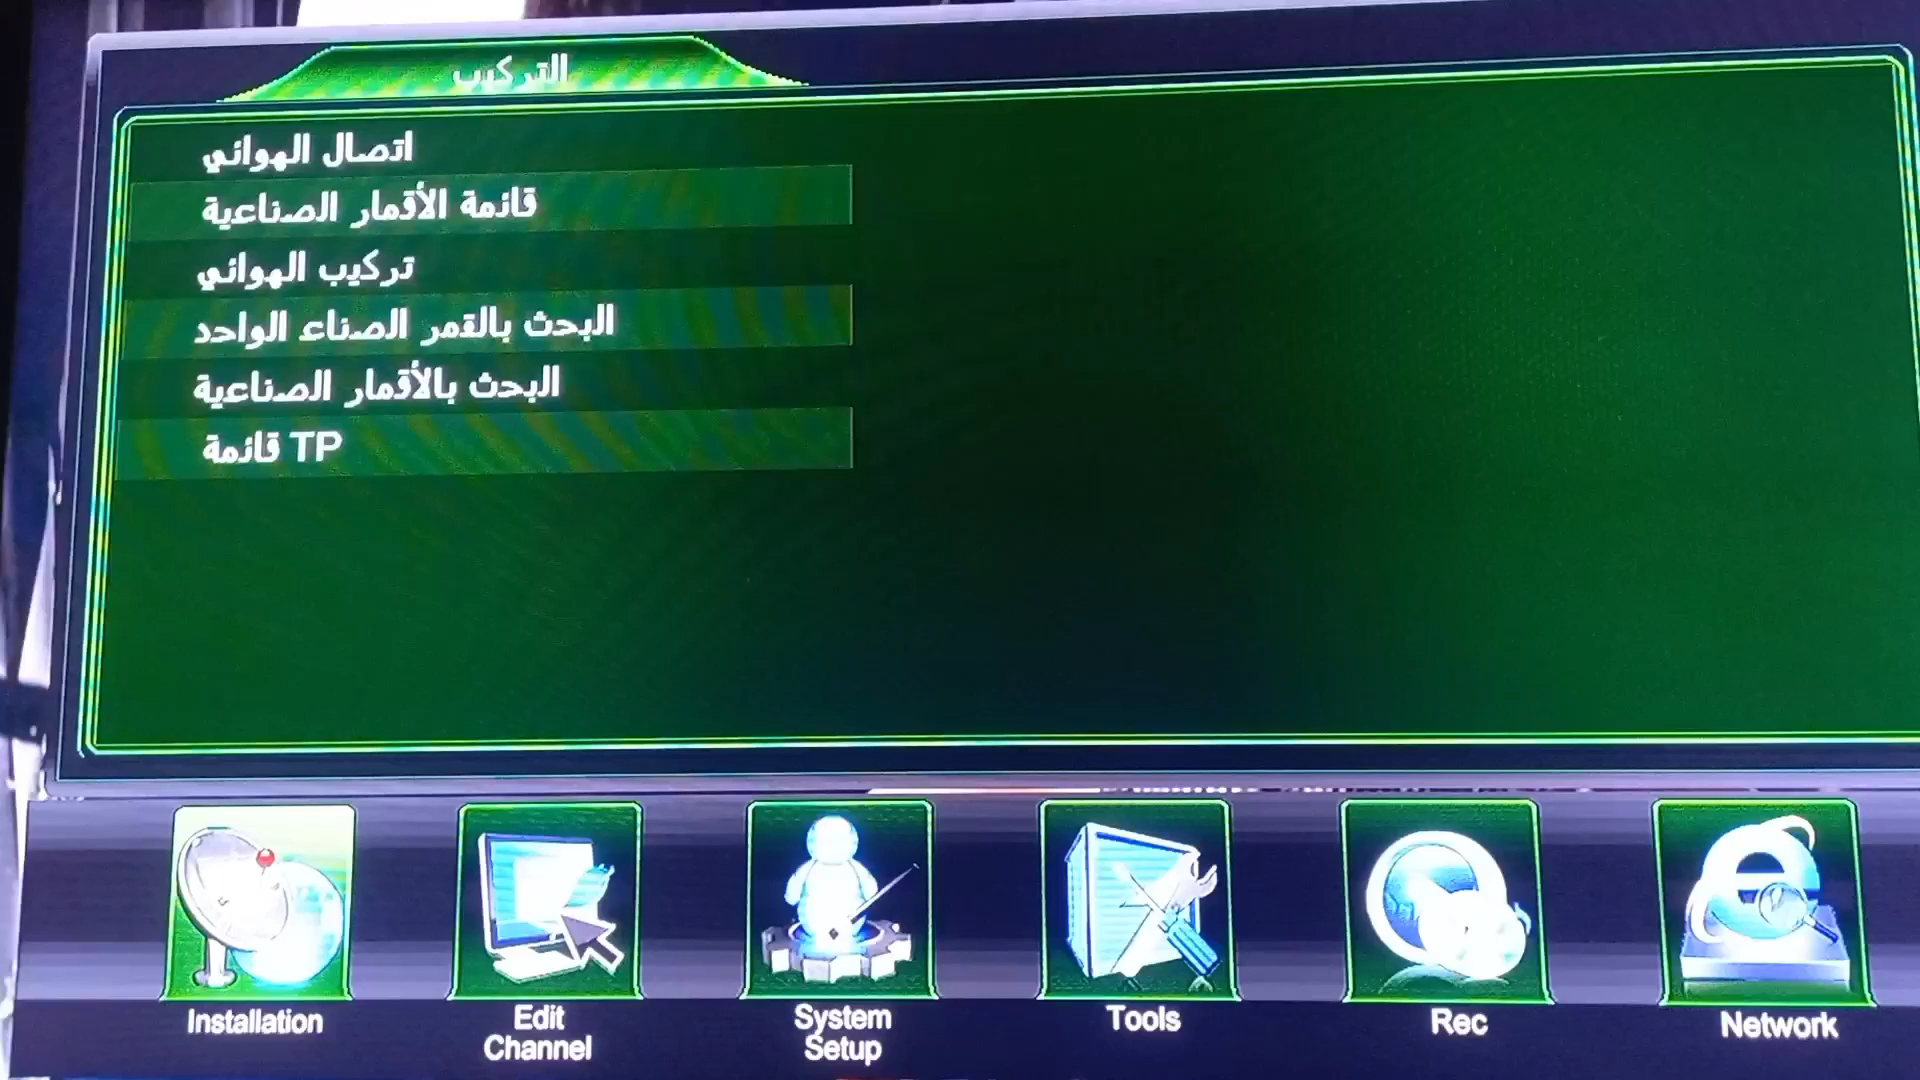 التركيب
اتصال الهوائي
قائمة الأقمار الصناعية
تركيب الهوائي
البحث بالقمر الصناع الواحد
البحث بالأقمار الصناعية
TP قائمة
Installation
Edit
Channel
System
Setup
Tools
Rec
Network